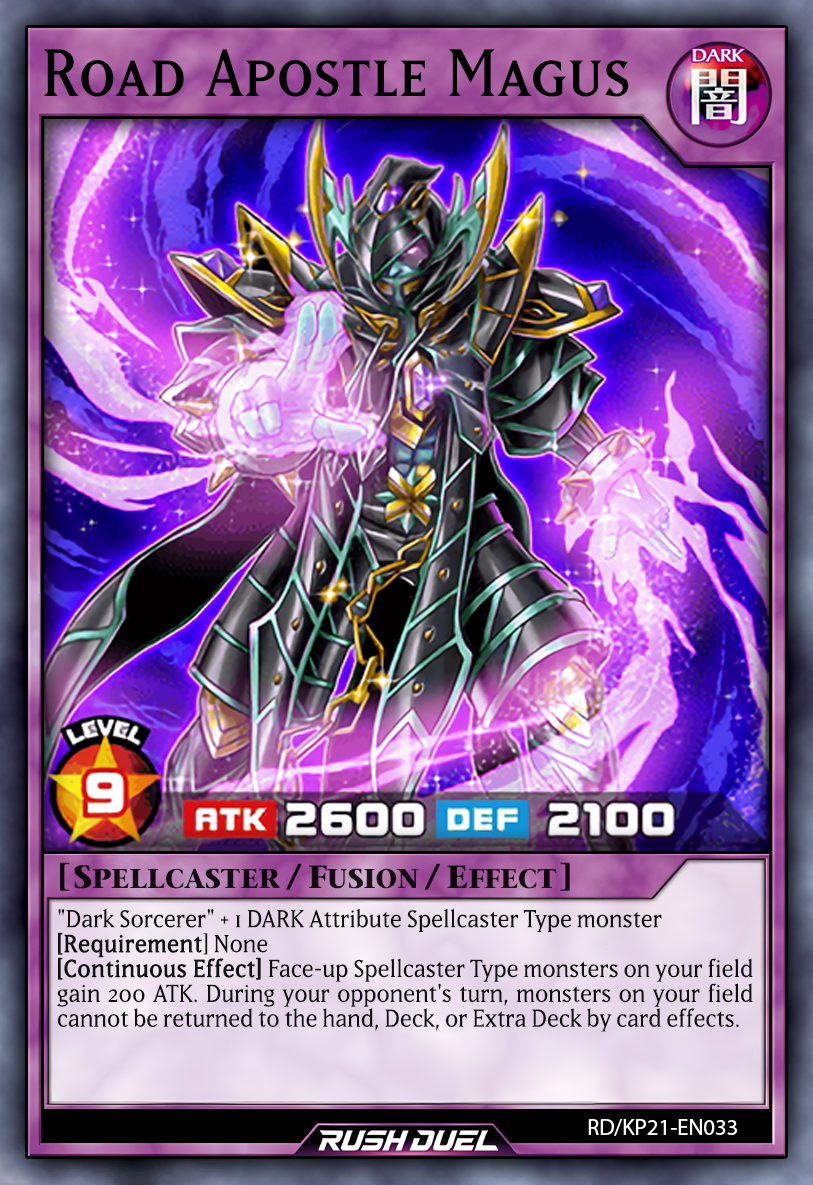 Road Apostle Magus
DARK
闇
LEVEL
9
ATK 2600 DEF 2100
[Spellcaster / Fusion / Effect]
"Dark Sorcerer" + 1 DARK Attribute Spellcaster Type monster
[Requirement] None
[Continuous Effect] Face-up Spellcaster Type monsters on your field
gain 200 ATK. During your opponent's turn, monsters on your field
cannot be returned to the hand, Deck, or Extra Deck by card effects.
RD/KP21-EN033
RUSH DUEL